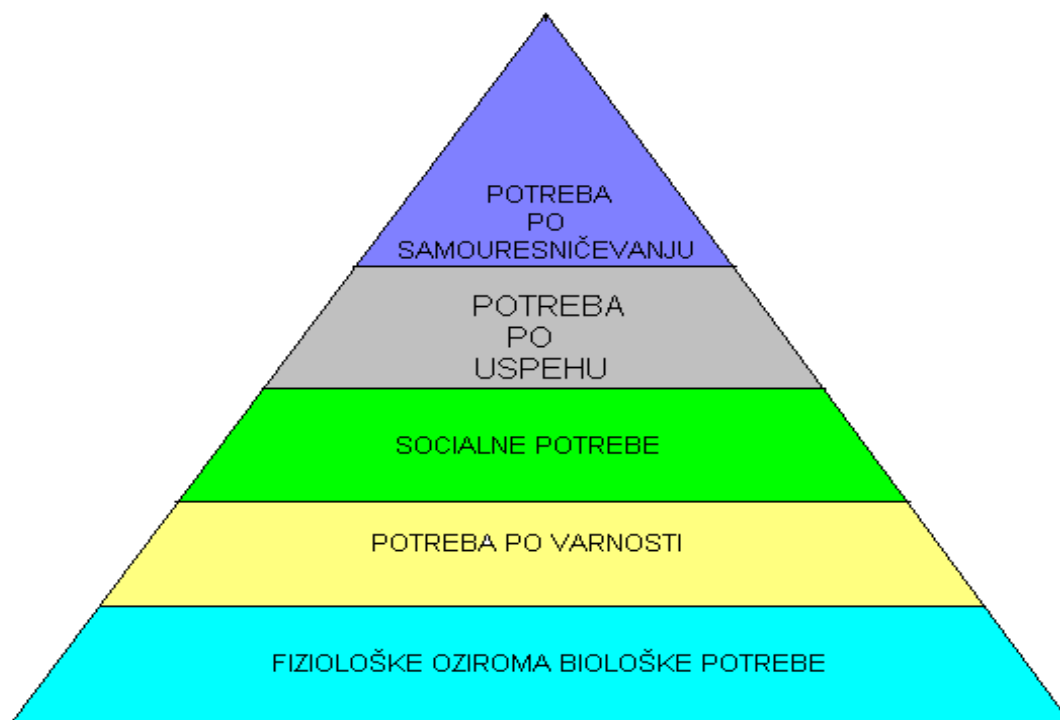 POTREBA
PO
SAMOURESNIČEVANJU
POTREBA
PO
USPEHU
SOCIALNE POTREBE
POTREBA PO VARNOSTI
FIZIOLOŠKE OZIROMA BIOLOŠKE POTREBE